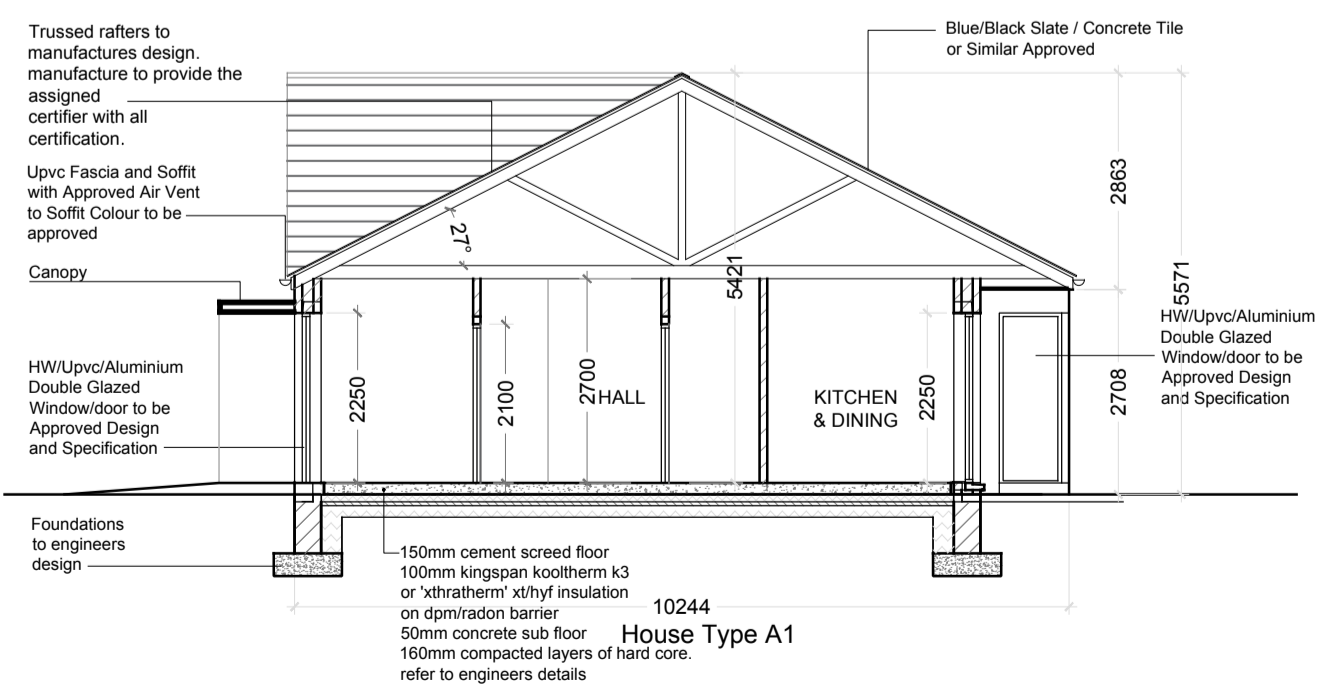 Trussed rafters to
manufactures design.
manufacture to provide the
assigned
certifier with all
certification.
Upvc Fascia and Soffit
with Approved Air Vent
to Soffit Colour to be
approved
Canopy
HW/Upvc/Aluminium
Double Glazed
Window/door to be
Approved Design
and Specification
Foundations
to engineers
design
Blue/Black Slate / Concrete Tile
or Similar Approved
27°
5421
2863
5571
2708
HW/Upvc/Aluminium
Double Glazed
Window/door to be
Approved Design
and Specification
2250
2100
2700
HALL
KITCHEN
& DINING
2250
150mm cement screed floor
100mm kingspan kooltherm k3
or 'xthratherm' xt/hyf insulation
on dpm/radon barrier
50mm concrete sub floor
160mm compacted layers of hard core.
refer to engineers details
10244
House Type A1